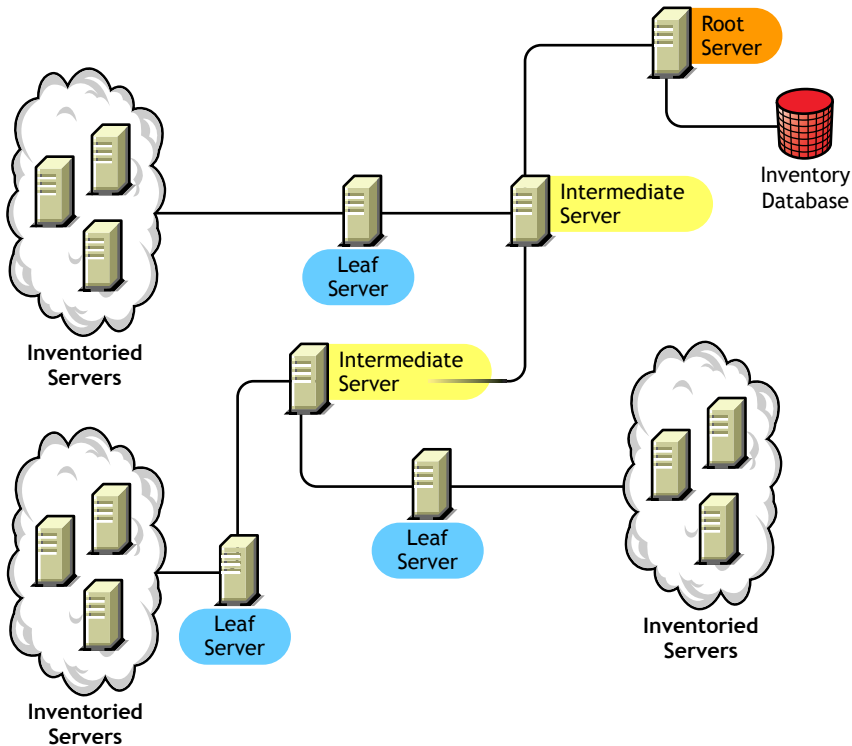 Root
Server
Inventory
Database
Intermediate
Server
Leaf
Server
Inventoried
Servers
Intermediate
Server
Leaf
Server
Inventoried
Servers
Leaf
Server
Inventoried
Servers